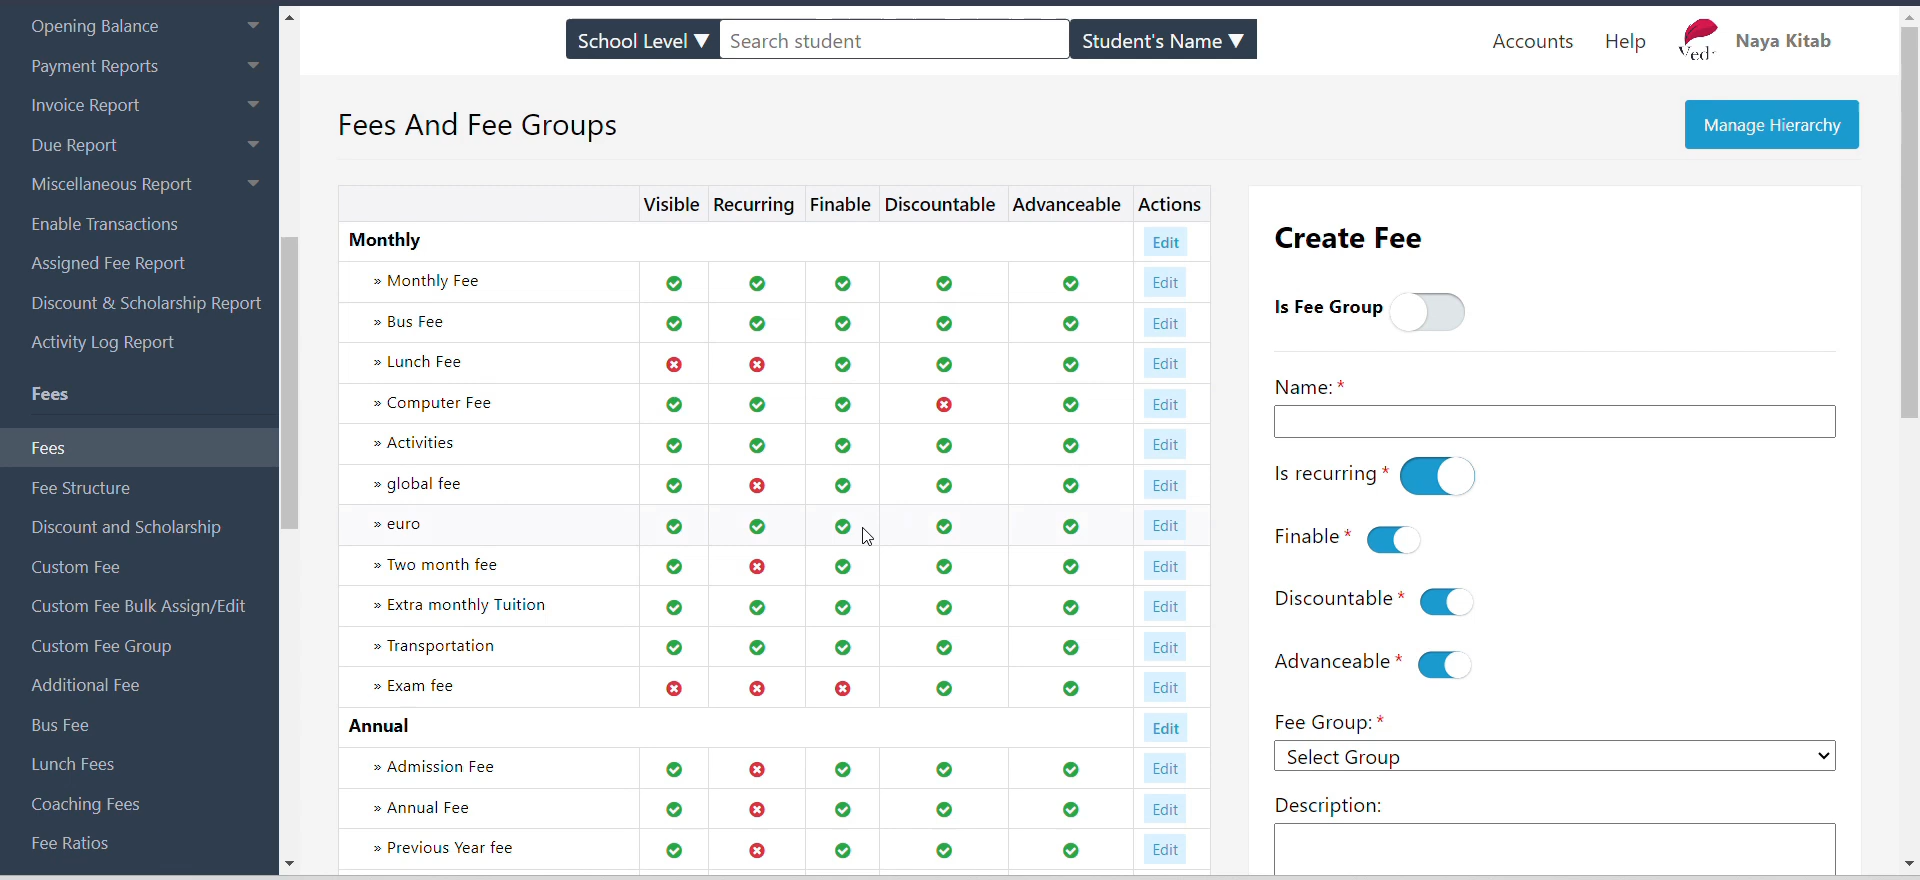 Opening Balance
Payment Reports
Invoice Report
Due Report
Miscellaneous Report
Enable Transactions
Assigned Fee Report
Discount & Scholarship Report
Activity Log Report
Fees
Fees
Fee Structure
Discount and Scholarship
Custom Fee
Custom Fee Bulk Assign/Edit
Custom Fee Group
Additional Fee
Bus Fee
Lunch Fees
Coaching Fees
Fee Ratios
School Level ▼ Search student Student's Name ▼
Accounts Help Naya Kitab
Fees And Fee Groups
Manage Hierarchy
Visible Recurring Finable Discountable Advanceable Actions
Monthly Edit
» Monthly Fee Edit
» Bus Fee Edit
» Lunch Fee Edit
» Computer Fee Edit
» Activities Edit
» global fee Edit
» euro Edit
» Two month fee Edit
» Extra monthly Tuition Edit
» Transportation Edit
» Exam fee Edit
Annual Edit
» Admission Fee Edit
» Annual Fee Edit
» Previous Year fee Edit
Create Fee
Is Fee Group
Name: *
Is recurring *
Finable *
Discountable *
Advanceable *
Fee Group: *
Select Group
Description: